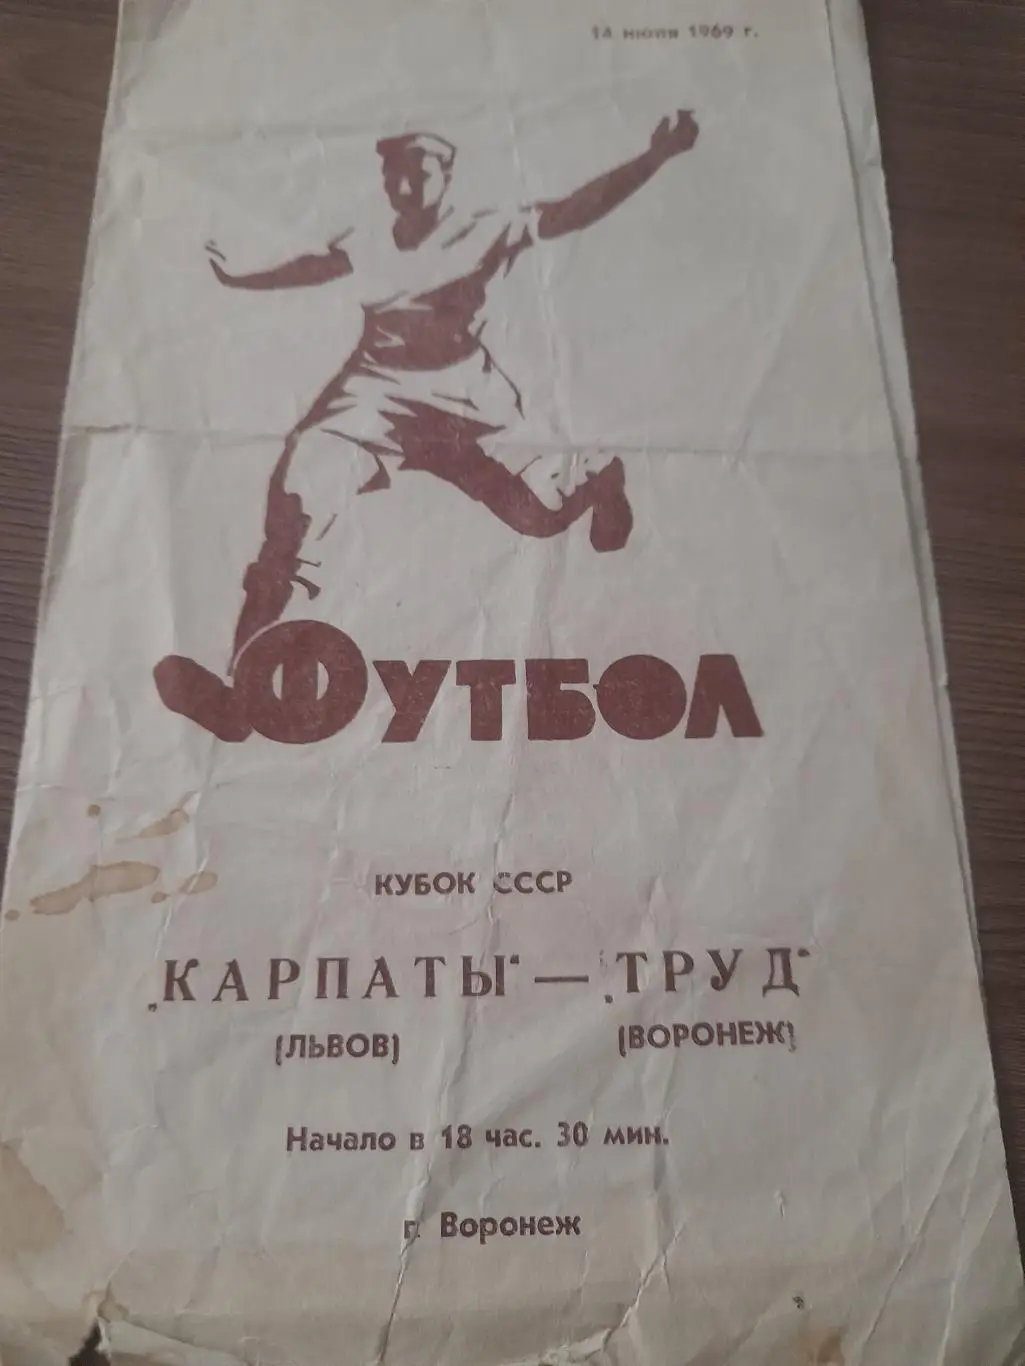 14 июля 1969 г.
ФУТБОЛ
КУБОК СССР
„КАРПАТЫ“ — „ТРУД“
(ЛЬВОВ) (ВОРОНЕЖ)
Начало в 18 час. 30 мин.
г. Воронеж